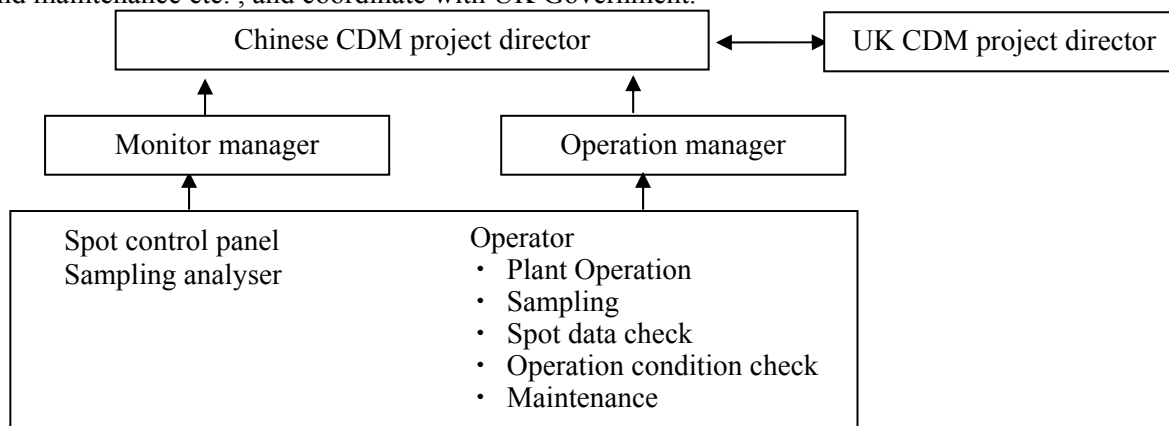 nd maintenance etc. , and coordinate with UK Government.
Chinese CDM project director
UK CDM project director
Monitor manager
Operation manager
Spot control panel
Sampling analyser
Operator
・ Plant Operation
・ Sampling
・ Spot data check
・ Operation condition check
・ Maintenance